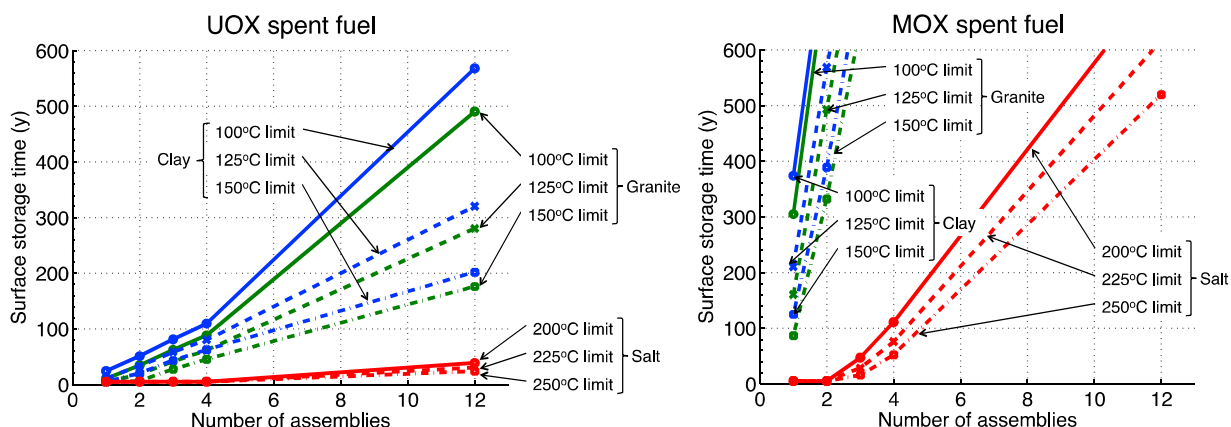 UOX spent fuel
600
500
400
300
200
100
0
0 2 4 6 8 10 12
Surface storage time (y)
Number of assemblies
Clay
100°C limit
125°C limit
150°C limit
100°C limit
125°C limit
150°C limit
Granite
200°C limit
225°C limit
250°C limit
Salt
MOX spent fuel
600
500
400
300
200
100
0
0 2 4 6 8 10 12
Surface storage time (y)
Number of assemblies
100°C limit
125°C limit
150°C limit
Granite
100°C limit
125°C limit
150°C limit
Clay
200°C limit
225°C limit
250°C limit
Salt